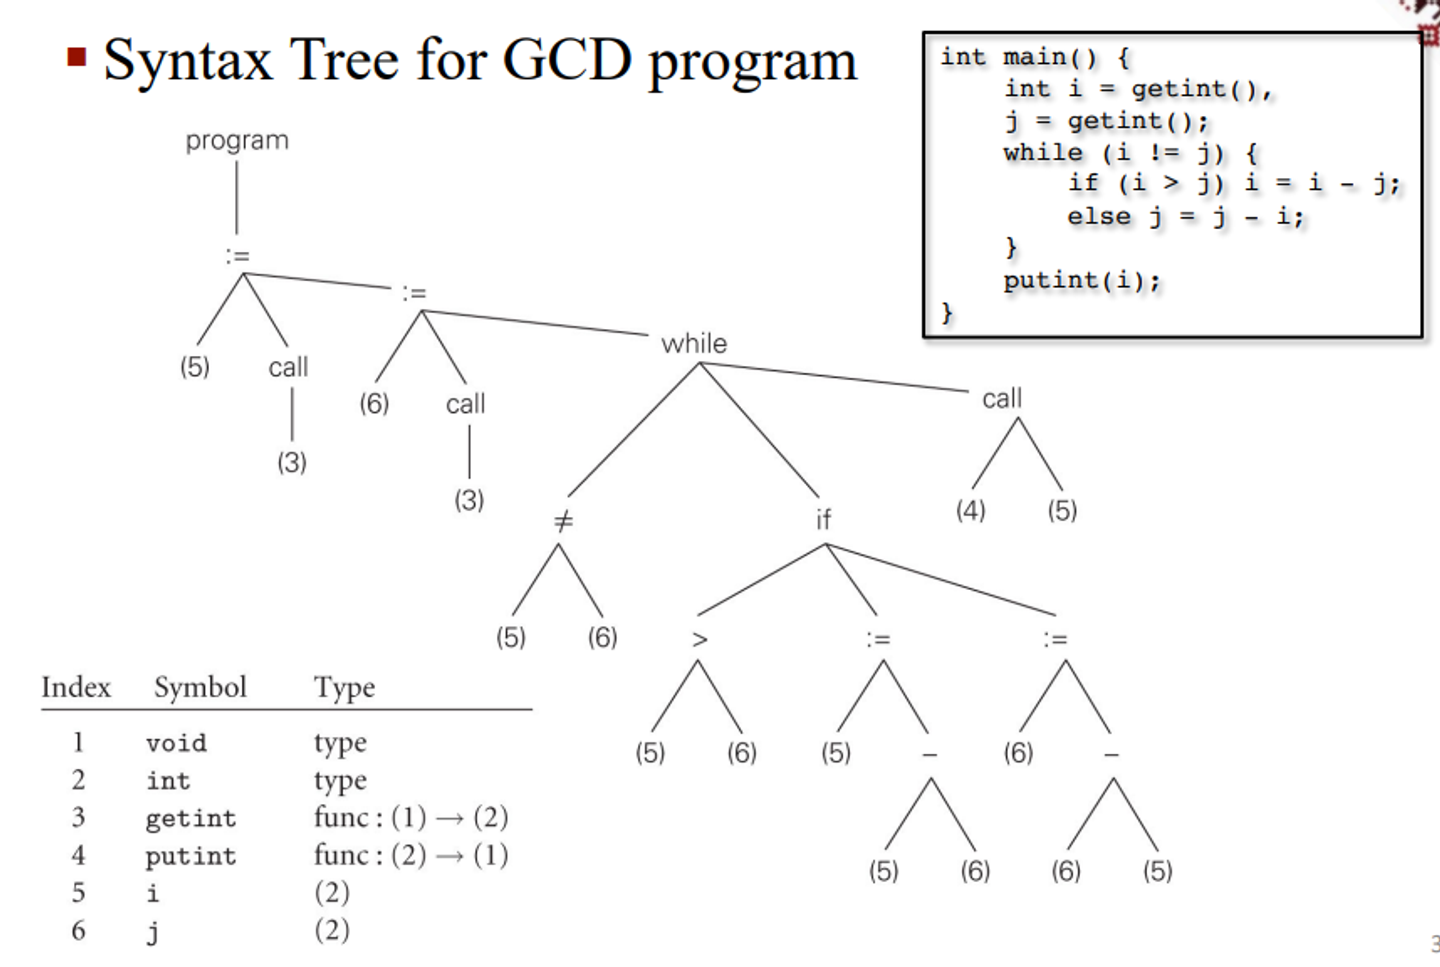 ▪ Syntax Tree for GCD program
int main() {
int i = getint(),
j = getint();
while (i != j) {
if (i > j) i = i - j;
else j = j - i;
}
putint(i);
}
program
:=
:=
while
(5) call
call
(6) call
(3)
(3)
(4) (5)
≠ if
(5) (6) > := :=
(5) (6) (5) − (6) −
(5) (6) (6) (5)
Index Symbol Type
1 void type
2 int type
3 getint func : (1) → (2)
4 putint func : (2) → (1)
5 i (2)
6 j (2)
3